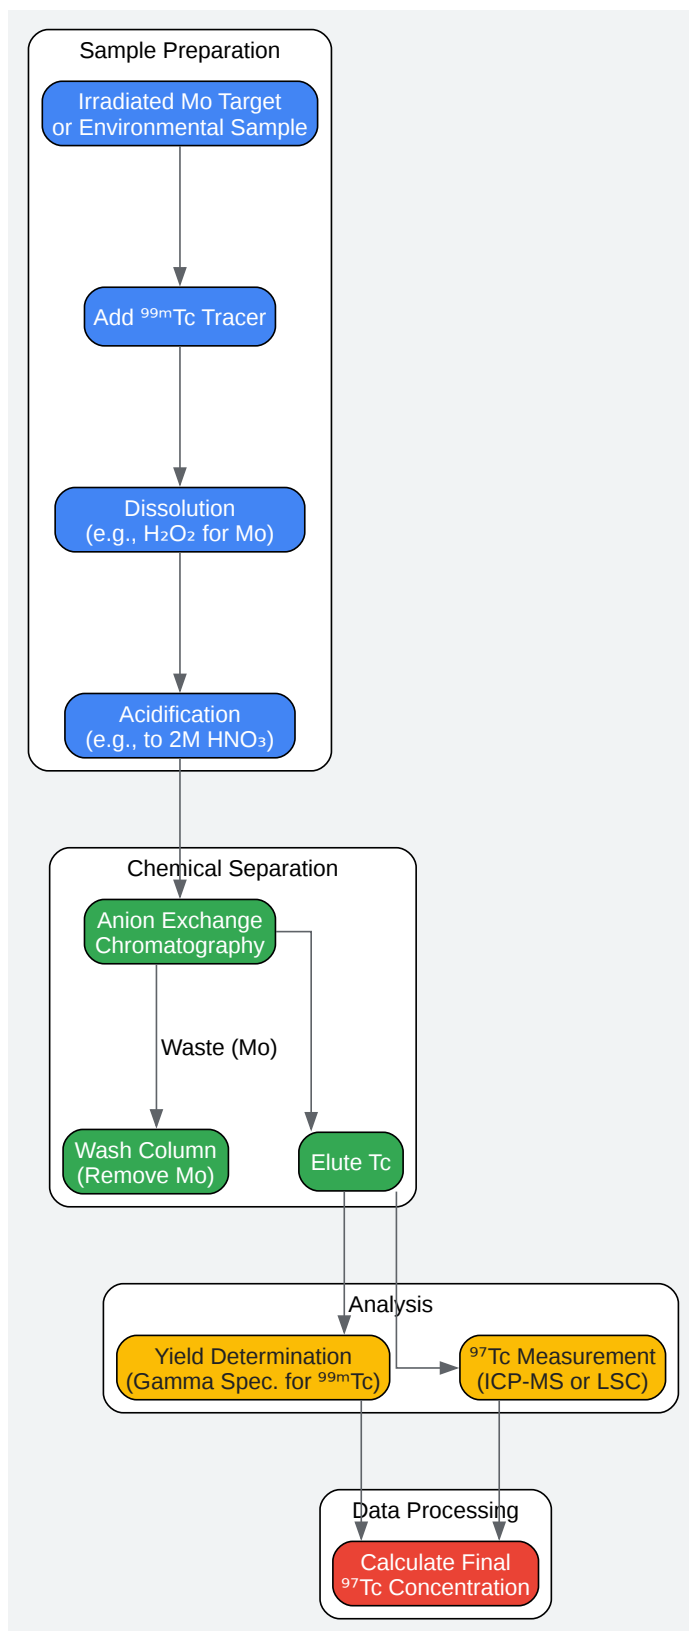 Sample Preparation
Irradiated Mo Target
or Environmental Sample
Add ⁹⁹ᵐTc Tracer
Dissolution
(e.g., H₂O₂ for Mo)
Acidification
(e.g., to 2M HNO₃)
Chemical Separation
Anion Exchange
Chromatography
Waste (Mo)
Wash Column
(Remove Mo)
Elute Tc
Analysis
Yield Determination
(Gamma Spec. for ⁹⁹ᵐTc)
⁹⁷Tc Measurement
(ICP-MS or LSC)
Data Processing
Calculate Final
⁹⁷Tc Concentration